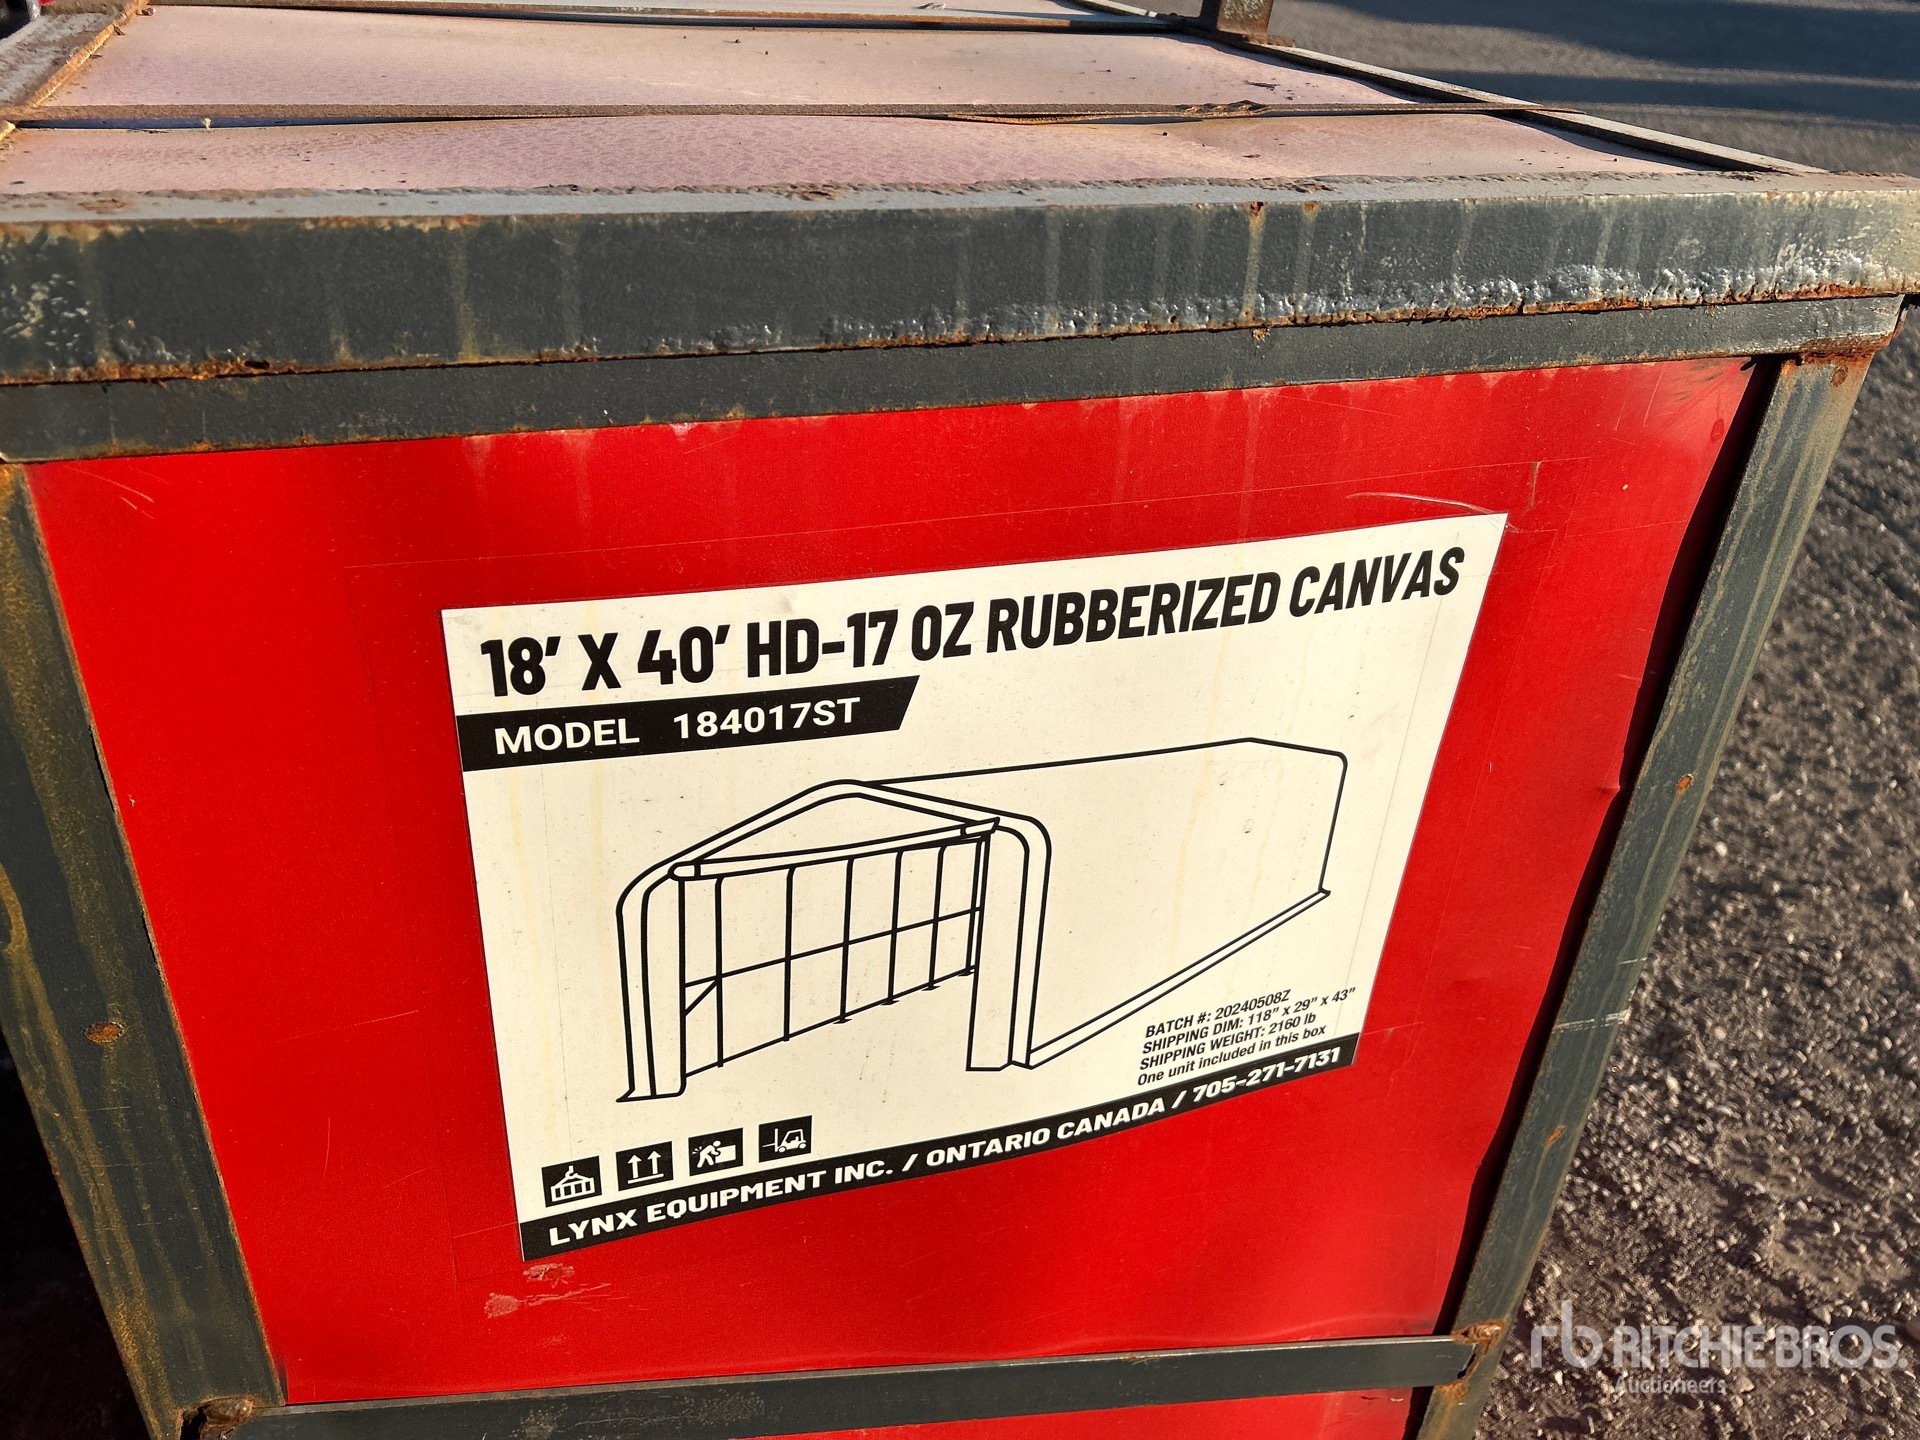 18' X 40' HD-17 OZ RUBBERIZED CANVAS
MODEL 184017ST
BATCH #: 20240508Z
SHIPPING DIM: 118" x 29" x 43"
SHIPPING WEIGHT: 2160 lb
One unit included in this box
LYNX EQUIPMENT INC. / ONTARIO CANADA / 705-271-7131
rb RITCHIE BROS.
Auctioneers